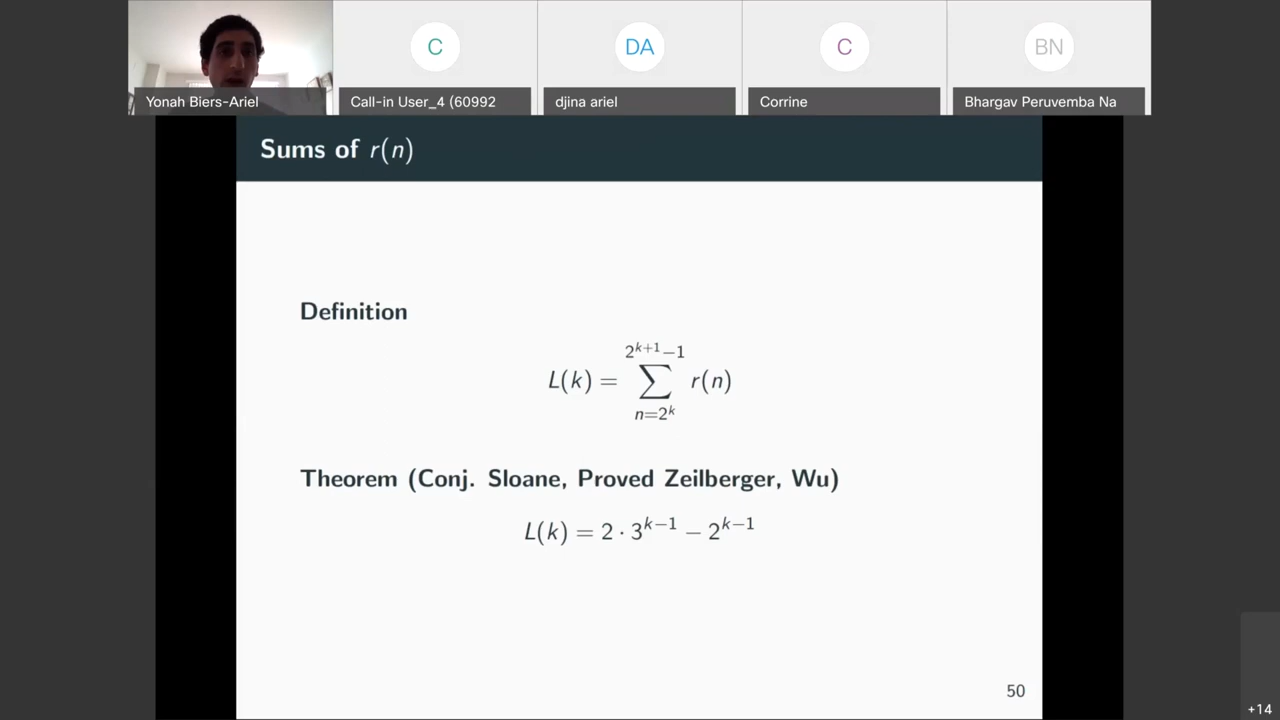 C
DA
C
BN
Yonah Biers-Ariel
Call-in User_4 (60992
djina ariel
Corrine
Bhargav Peruvemba Na
Sums of r(n)
Definition
L(k) = \sum_{n=2^k}^{2^{k+1}-1} r(n)
Theorem (Conj. Sloane, Proved Zeilberger, Wu)
L(k) = 2 · 3^{k−1} − 2^{k−1}
50
+14